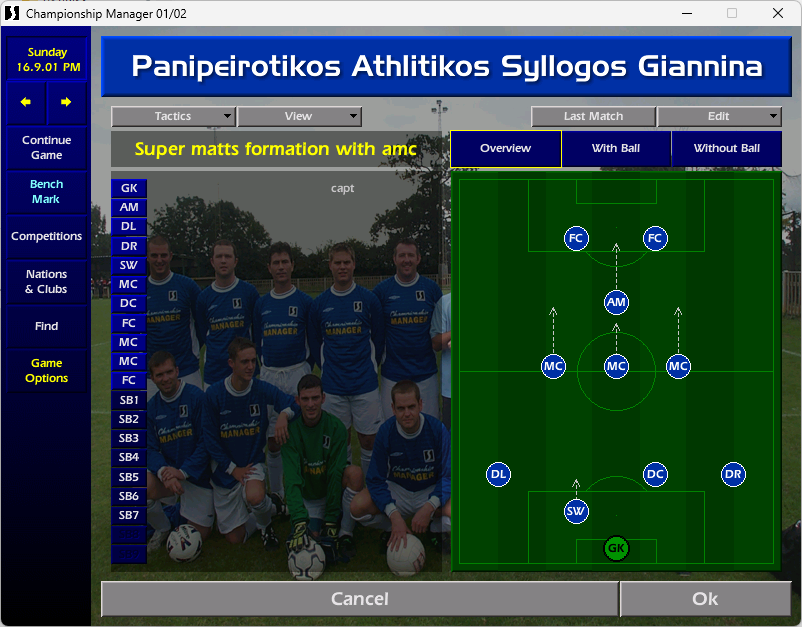 Championship Manager 01/02
Sunday
16.9.01 PM
Continue
Game
Bench
Mark
Competitions
Nations
& Clubs
Find
Game
Options
Panipeirotikos Athlitikos Syllogos Giannina
Tactics View Last Match Edit
Super matts formation with amc
Overview With Ball Without Ball
GK capt
AM
DL
DR
SW
MC
DC
FC
MC
MC
FC
SB1
SB2
SB3
SB4
SB5
SB6
SB7
FC FC
AM
MC MC MC
DL DC DR
SW
GK
Cancel Ok